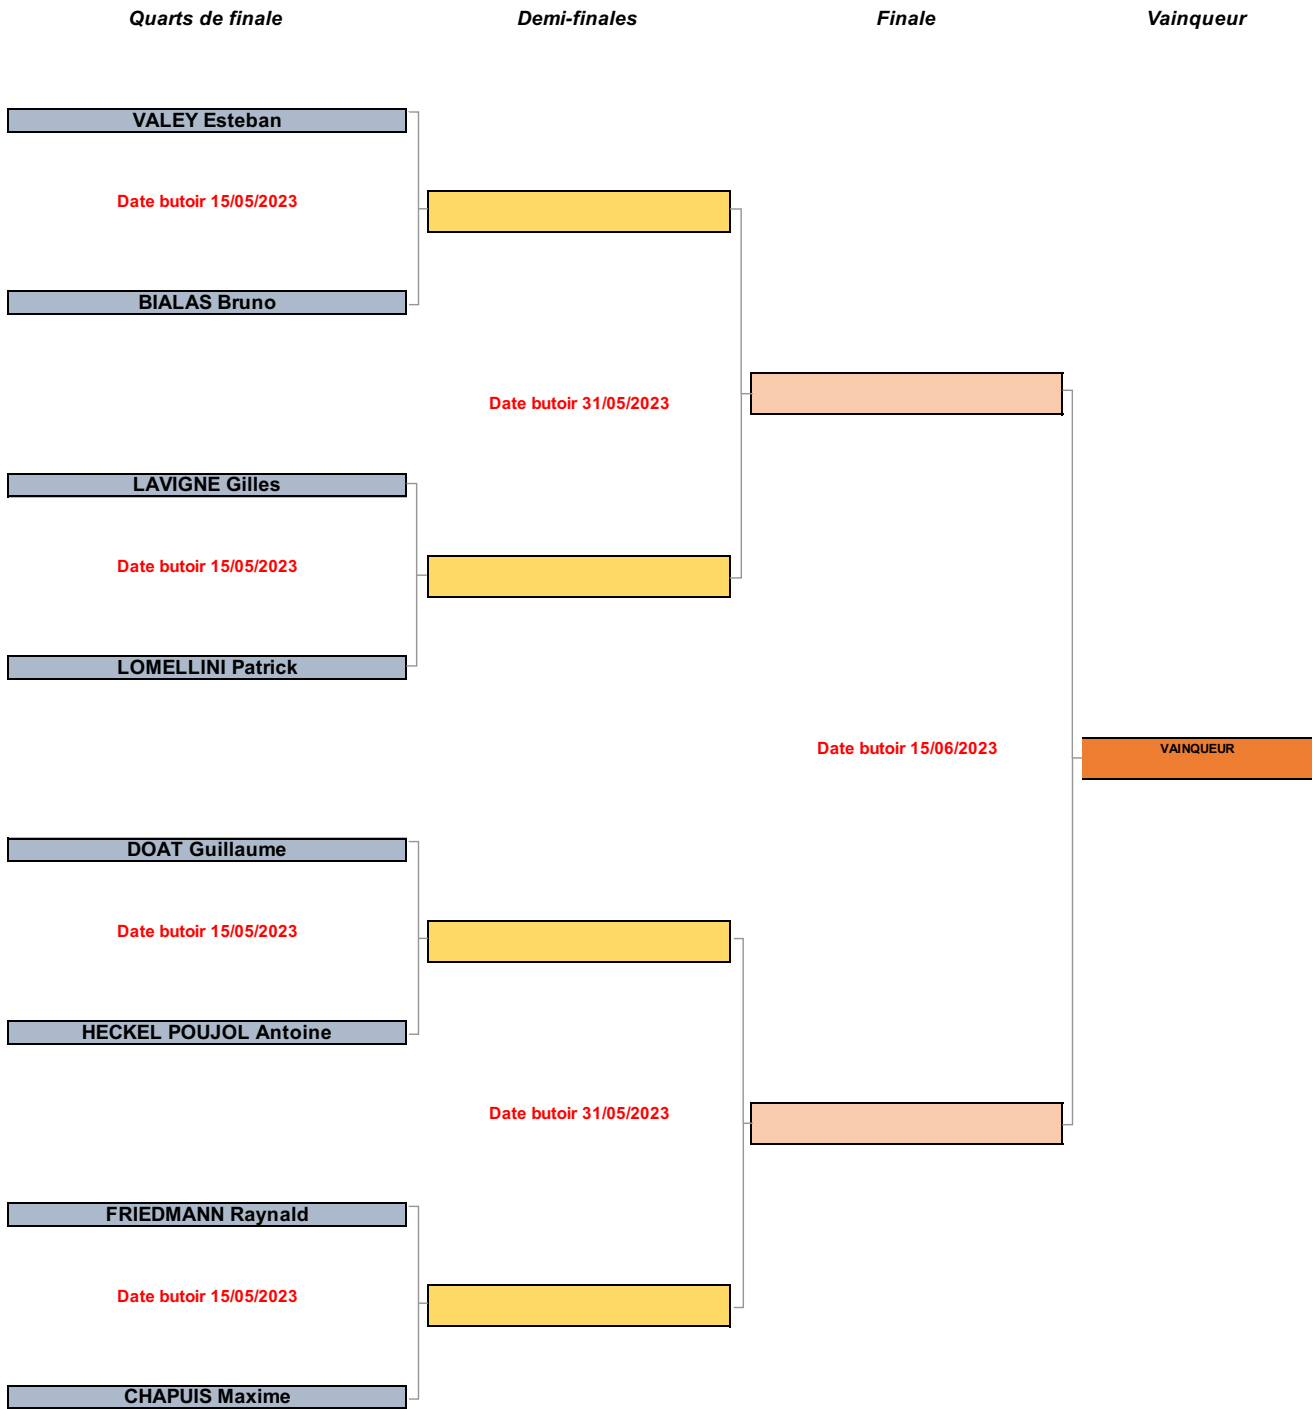 Quarts de finale
Demi-finales
Finale
Vainqueur
VALEY Esteban
Date butoir 15/05/2023
BIALAS Bruno
Date butoir 31/05/2023
LAVIGNE Gilles
Date butoir 15/05/2023
LOMELLINI Patrick
Date butoir 15/06/2023
VAINQUEUR
DOAT Guillaume
Date butoir 15/05/2023
HECKEL POUJOL Antoine
Date butoir 31/05/2023
FRIEDMANN Raynald
Date butoir 15/05/2023
CHAPUIS Maxime